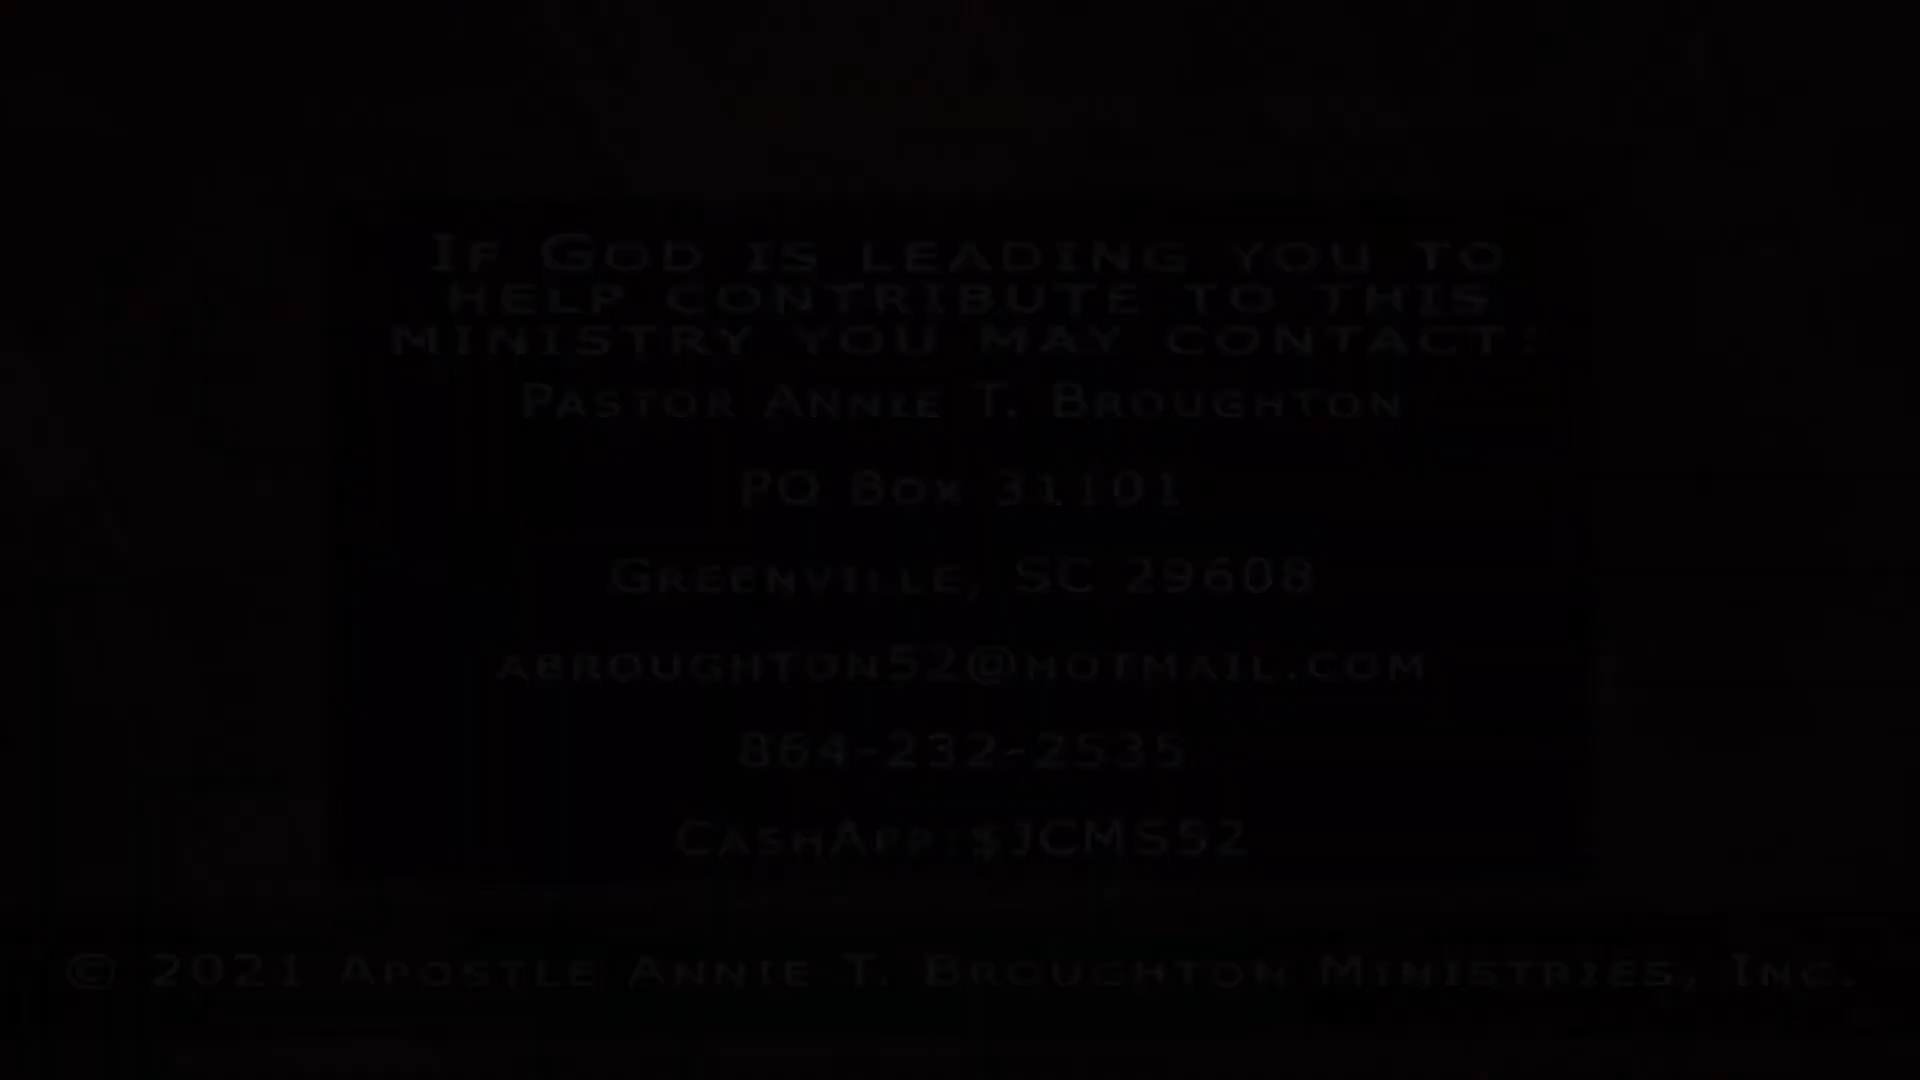 If God is leading you to
help contribute to this
ministry you may contact:
Pastor Annie T. Broughton
PO Box 31101
Greenville, SC 29608
abroughton52@hotmail.com
864-232-2535
CashApp:$JCMS52
© 2021 Apostle Annie T. Broughton Ministries, Inc.